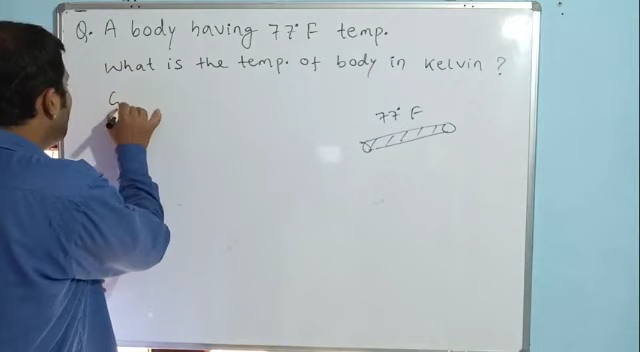 Q. A body having 77° F temp.
What is the temp. of body in Kelvin ?
77° F